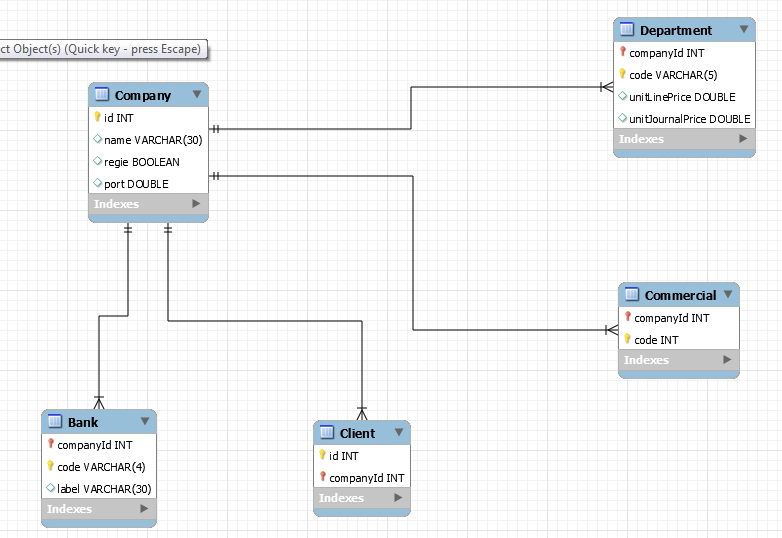 ct Object(s) (Quick key - press Escape)
Company
id INT
name VARCHAR(30)
regie BOOLEAN
port DOUBLE
Indexes
Department
companyId INT
code VARCHAR(5)
unitLinePrice DOUBLE
unitJournalPrice DOUBLE
Indexes
Commercial
companyId INT
code INT
Indexes
Bank
companyId INT
code VARCHAR(4)
label VARCHAR(30)
Indexes
Client
id INT
companyId INT
Indexes